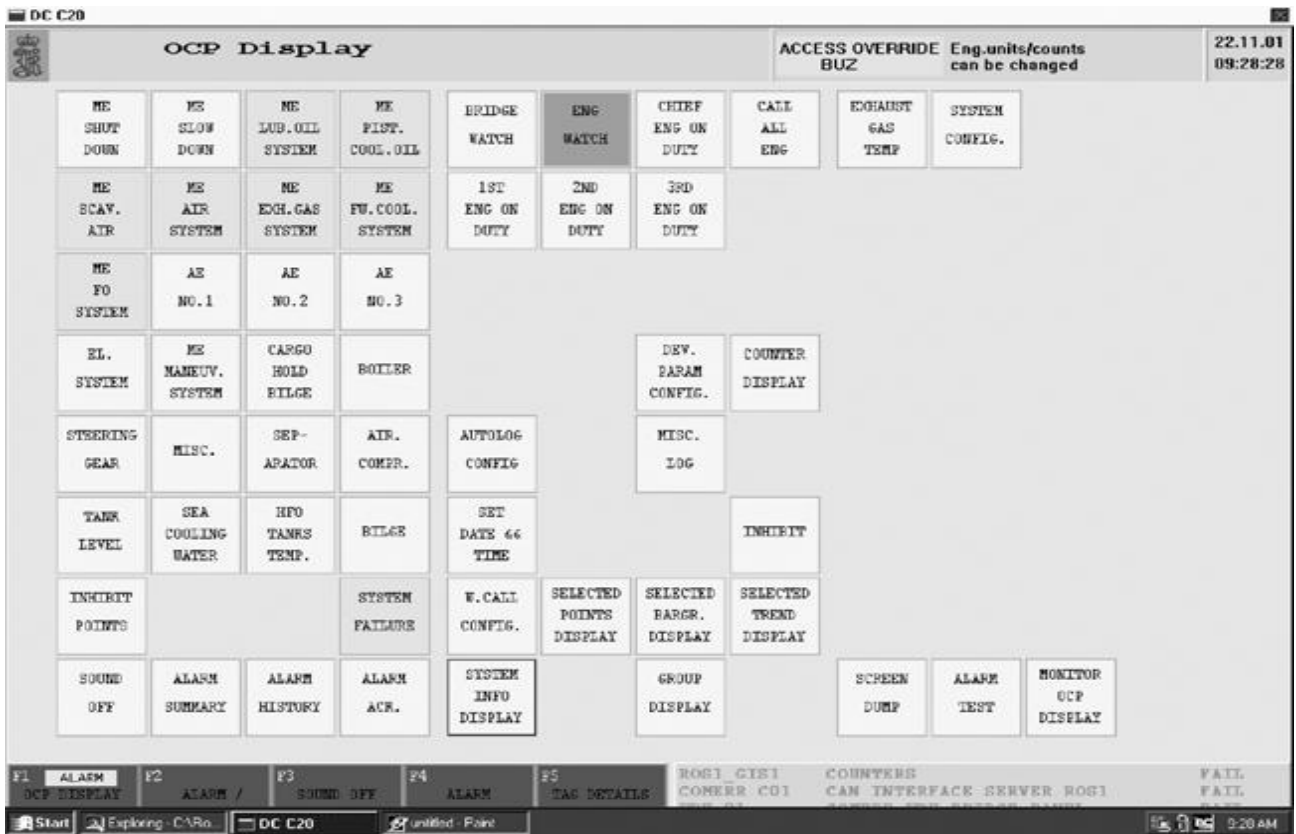 DC C20
OCP Display
ACCESS OVERRIDE Eng.units/counts
BUZ can be changed
22.11.01
09:28:28
ME
SHUT
DOWN
ME
SLOW
DOWN
ME
LUB.OIL
SYSTEM
ME
PIST.
COOL.OIL
BRIDGE
WATCH
ENG
WATCH
CHIEF
ENG ON
DUTY
CALL
ALL
ENG
EXHAUST
GAS
TEMP
SYSTEM
CONFIG.
ME
SCAV.
AIR
ME
AIR
SYSTEM
ME
EXH.GAS
SYSTEM
ME
FW.COOL.
SYSTEM
1ST
ENG ON
DUTY
2ND
ENG ON
DUTY
3RD
ENG ON
DUTY
ME
FO
SYSTEM
AE
NO.1
AE
NO.2
AE
NO.3
EL.
SYSTEM
ME
MANEUV.
SYSTEM
CARGO
HOLD
BILGE
BOILER
DEV.
PARAM
CONFIG.
COUNTER
DISPLAY
STEERING
GEAR
MISC.
SEP-
ARATOR
AIR.
COMPR.
AUTOLOG
CONFIG
MISC.
LOG
TANK
LEVEL
SEA
COOLING
WATER
HFO
TANKS
TEMP.
BILGE
SET
DATE &&
TIME
INHIBIT
INHIBIT
POINTS
SYSTEM
FAILURE
W.CALL
CONFIG.
SELECTED
POINTS
DISPLAY
SELECTED
BARGR.
DISPLAY
SELECTED
TREND
DISPLAY
SOUND
OFF
ALARM
SUMMARY
ALARM
HISTORY
ALARM
ACK.
SYSTEM
INFO
DISPLAY
GROUP
DISPLAY
SCREEN
DUMP
ALARM
TEST
MONITOR
OCP
DISPLAY
F1 ALARM
OCP DISPLAY
F2
ALARM /
F3
SOUND OFF
F4
ALARM
F5
TAG DETAILS
ROS1_GIS1 COUNTERS FAIL
COMERR C01 CAN INTERFACE SERVER ROS1 FAIL
Start Exploring - C:\Ro... DC C20 untitled - Paint 9:28 AM